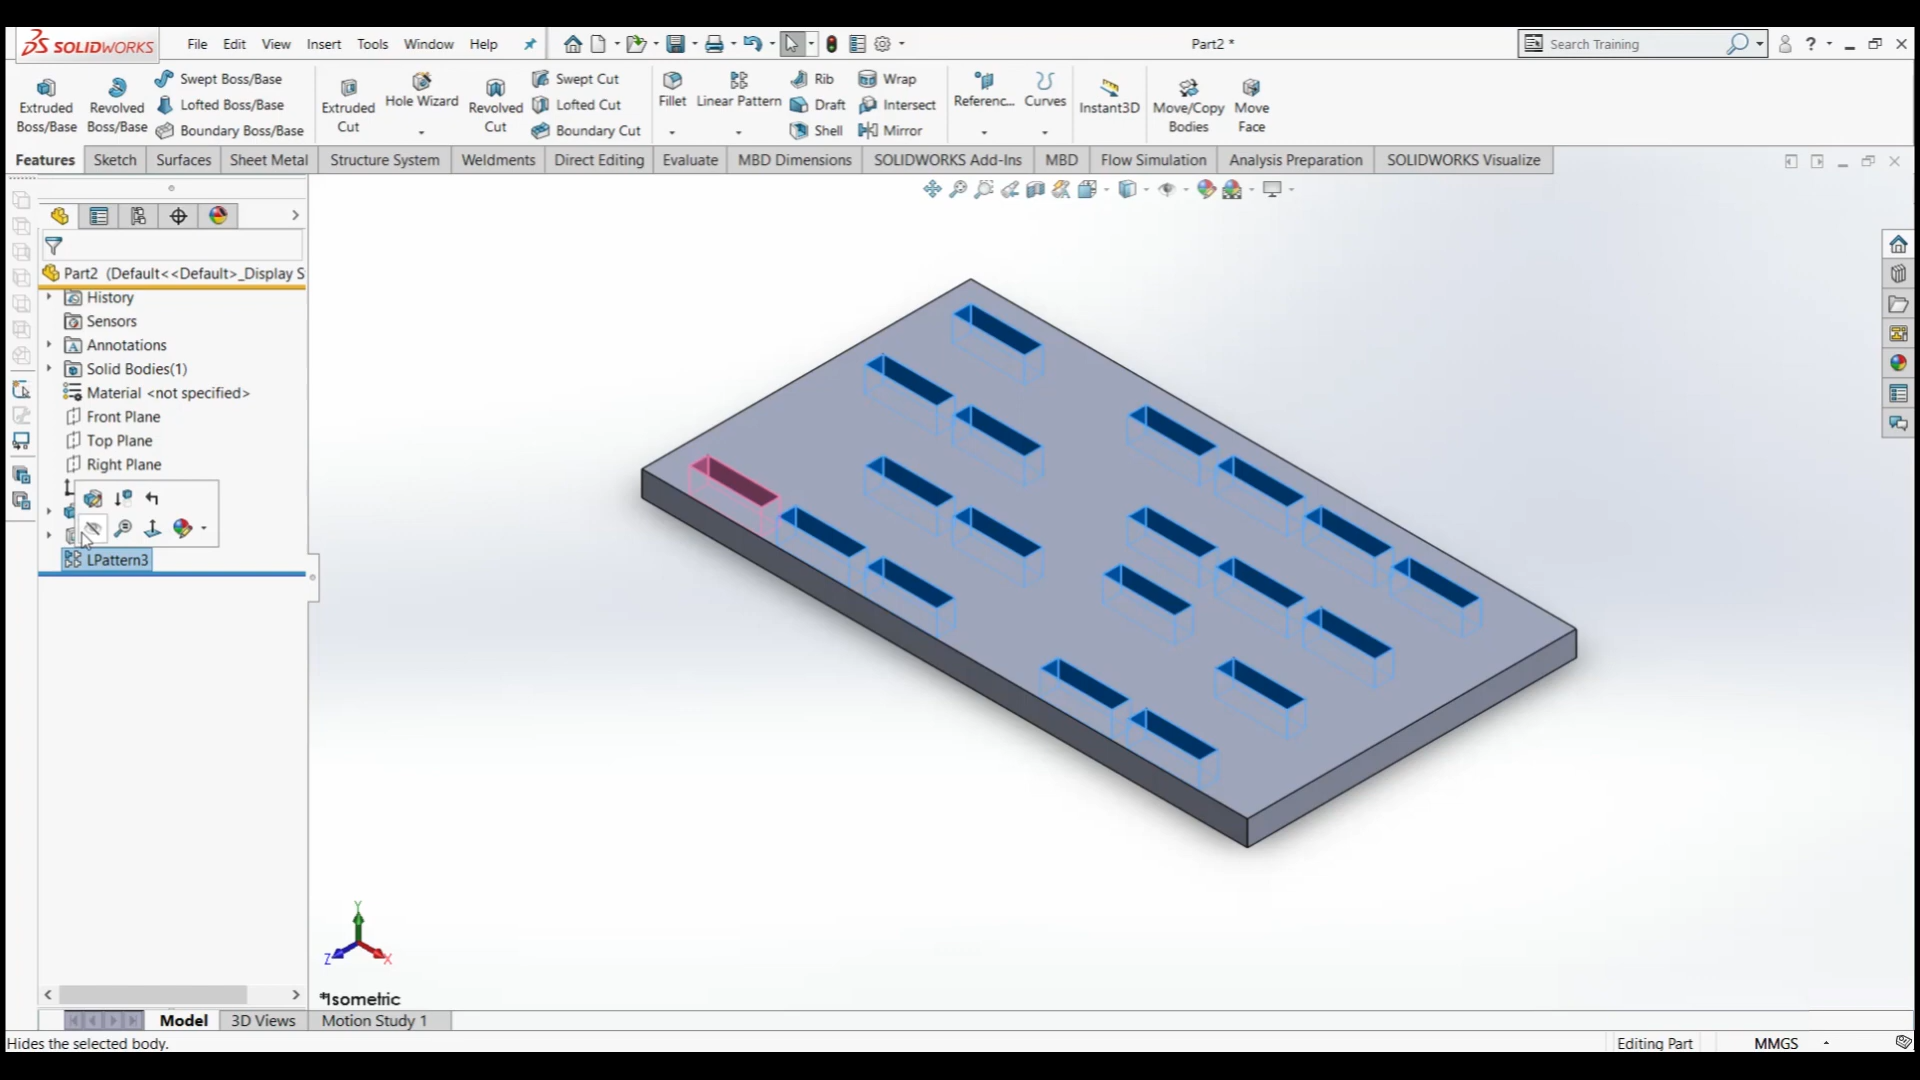 SOLIDWORKS File Edit View Insert Tools Window Help Part2 * Search Training ?
Extruded Boss/Base Revolved Boss/Base Swept Boss/Base Lofted Boss/Base Boundary Boss/Base Extruded Cut Hole Wizard Revolved Cut Swept Cut Lofted Cut Boundary Cut Fillet Linear Pattern Rib Draft Shell Wrap Intersect Mirror Referenc... Curves Instant3D Move/Copy Bodies Move Face
Features Sketch Surfaces Sheet Metal Structure System Weldments Direct Editing Evaluate MBD Dimensions SOLIDWORKS Add-Ins MBD Flow Simulation Analysis Preparation SOLIDWORKS Visualize
Part2 (Default<<Default>_Display S
History
Sensors
Annotations
Solid Bodies(1)
Material <not specified>
Front Plane
Top Plane
Right Plane
LPattern3
Y
Z X
*Isometric
Model 3D Views Motion Study 1
Hides the selected body. Editing Part MMGS